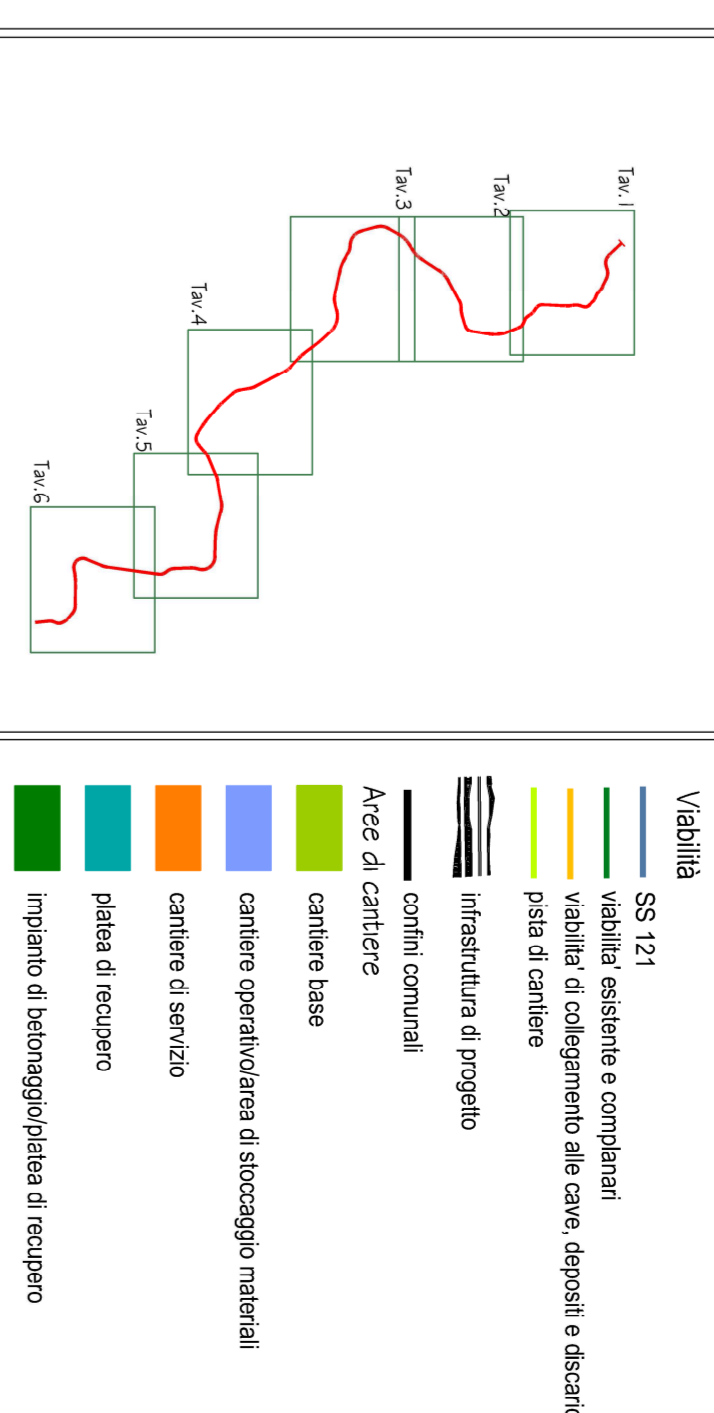 Tav.1
Tav.2
Tav.3
Tav.4
Tav.5
Tav.6
Viabilità
SS 121
viabilita' esistente e complanari
viabilita' di collegamento alle cave, depositi e
pista di cantiere
infrastruttura di progetto
confini comunali
Aree di cantiere
cantiere base
cantiere operativo/area di stoccaggio materiali
cantiere di servizio
platea di recupero
impianto di betonaggio/platea di recupero